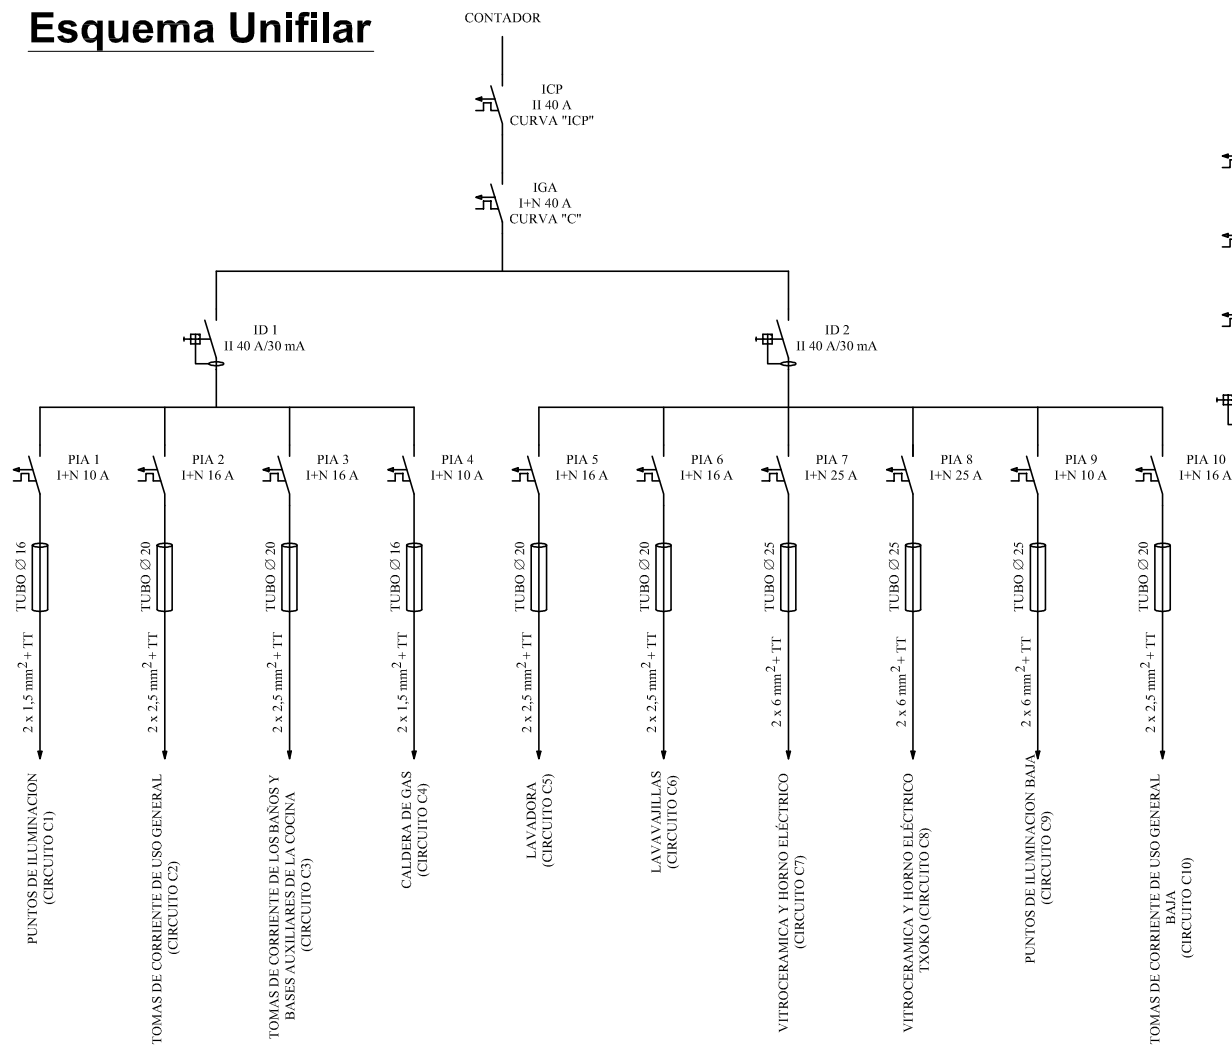 Esquema Unifilar
CONTADOR
ICP
II 40 A
CURVA "ICP"
IGA
I+N 40 A
CURVA "C"
ID 1
II 40 A/30 mA
ID 2
II 40 A/30 mA
PIA 1
I+N 10 A
PIA 2
I+N 16 A
PIA 3
I+N 16 A
PIA 4
I+N 10 A
PIA 5
I+N 16 A
PIA 6
I+N 16 A
PIA 7
I+N 25 A
PIA 8
I+N 25 A
PIA 9
I+N 10 A
PIA 10
I+N 16 A
TUBO ∅ 16
TUBO ∅ 20
TUBO ∅ 20
TUBO ∅ 16
TUBO ∅ 20
TUBO ∅ 20
TUBO ∅ 25
TUBO ∅ 25
TUBO ∅ 25
TUBO ∅ 20
2 x 1,5 mm² + TT
2 x 2,5 mm² + TT
2 x 2,5 mm² + TT
2 x 1,5 mm² + TT
2 x 2,5 mm² + TT
2 x 2,5 mm² + TT
2 x 6 mm² + TT
2 x 6 mm² + TT
2 x 6 mm² + TT
2 x 2,5 mm² + TT
PUNTOS DE ILUMINACION
(CIRCUITO C1)
TOMAS DE CORRIENTE DE USO GENERAL
(CIRCUITO C2)
TOMAS DE CORRIENTE DE LOS BAÑOS Y
BASES AUXILIARES DE LA COCINA
(CIRCUITO C3)
CALDERA DE GAS
(CIRCUITO C4)
LAVADORA
(CIRCUITO C5)
LAVAVAJILLAS
(CIRCUITO C6)
VITROCERAMICA Y HORNO ELÉCTRICO
(CIRCUITO C7)
VITROCERAMICA Y HORNO ELÉCTRICO
TXOKO (CIRCUITO C8)
PUNTOS DE ILUMINACION BAJA
(CIRCUITO C9)
TOMAS DE CORRIENTE DE USO GENERAL
BAJA
(CIRCUITO C10)